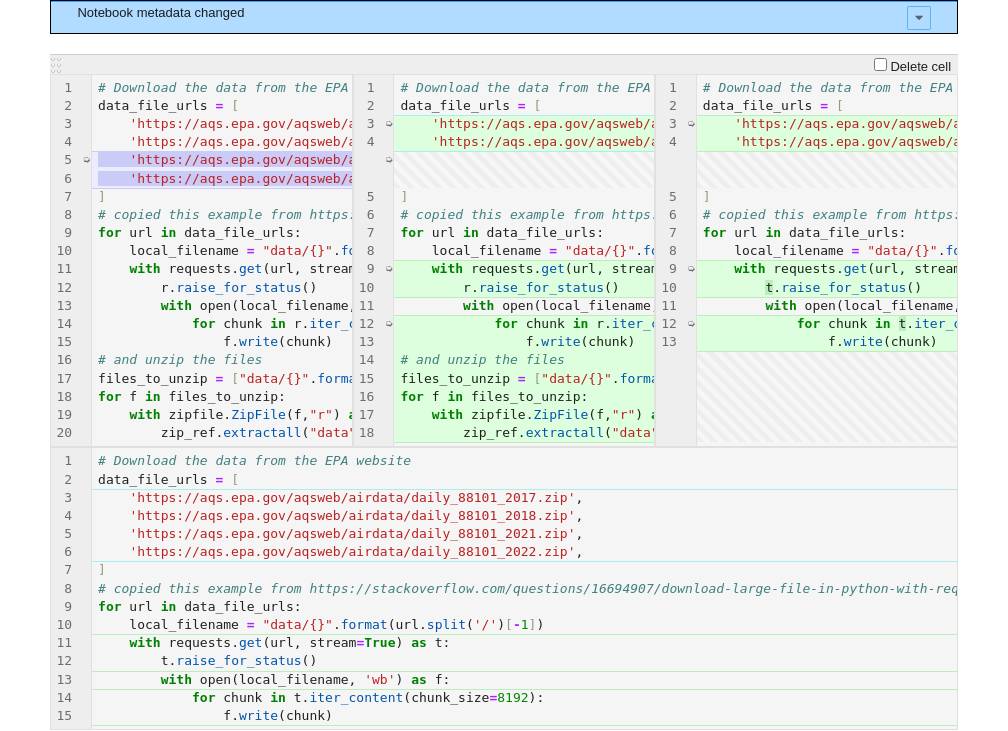 Notebook metadata changed
Delete cell
1 # Download the data from the EPA
2 data_file_urls = [
3 'https://aqs.epa.gov/aqsweb/a
4 'https://aqs.epa.gov/aqsweb/a
5 'https://aqs.epa.gov/aqsweb/a
6 'https://aqs.epa.gov/aqsweb/a
7 ]
8 # copied this example from https:
9 for url in data_file_urls:
10 local_filename = "data/{}".fo
11 with requests.get(url, stream
12 r.raise_for_status()
13 with open(local_filename,
14 for chunk in r.iter_c
15 f.write(chunk)
16 # and unzip the files
17 files_to_unzip = ["data/{}".forma
18 for f in files_to_unzip:
19 with zipfile.ZipFile(f,"r") a
20 zip_ref.extractall("data"
1 # Download the data from the EPA
2 data_file_urls = [
3 'https://aqs.epa.gov/aqsweb/a
4 'https://aqs.epa.gov/aqsweb/a
5 ]
6 # copied this example from https:
7 for url in data_file_urls:
8 local_filename = "data/{}".fo
9 with requests.get(url, stream
10 r.raise_for_status()
11 with open(local_filename
12 for chunk in r.iter_c
13 f.write(chunk)
14 # and unzip the files
15 files_to_unzip = ["data/{}".forma
16 for f in files_to_unzip:
17 with zipfile.ZipFile(f,"r") a
18 zip_ref.extractall("data"
1 # Download the data from the EPA
2 data_file_urls = [
3 'https://aqs.epa.gov/aqsweb/a
4 'https://aqs.epa.gov/aqsweb/a
5 ]
6 # copied this example from https:
7 for url in data_file_urls:
8 local_filename = "data/{}".fo
9 with requests.get(url, stream
10 t.raise_for_status()
11 with open(local_filename,
12 for chunk in t.iter_c
13 f.write(chunk)
1 # Download the data from the EPA website
2 data_file_urls = [
3 'https://aqs.epa.gov/aqsweb/airdata/daily_88101_2017.zip',
4 'https://aqs.epa.gov/aqsweb/airdata/daily_88101_2018.zip',
5 'https://aqs.epa.gov/aqsweb/airdata/daily_88101_2021.zip',
6 'https://aqs.epa.gov/aqsweb/airdata/daily_88101_2022.zip',
7 ]
8 # copied this example from https://stackoverflow.com/questions/16694907/download-large-file-in-python-with-req
9 for url in data_file_urls:
10 local_filename = "data/{}".format(url.split('/')[-1])
11 with requests.get(url, stream=True) as t:
12 t.raise_for_status()
13 with open(local_filename, 'wb') as f:
14 for chunk in t.iter_content(chunk_size=8192):
15 f.write(chunk)